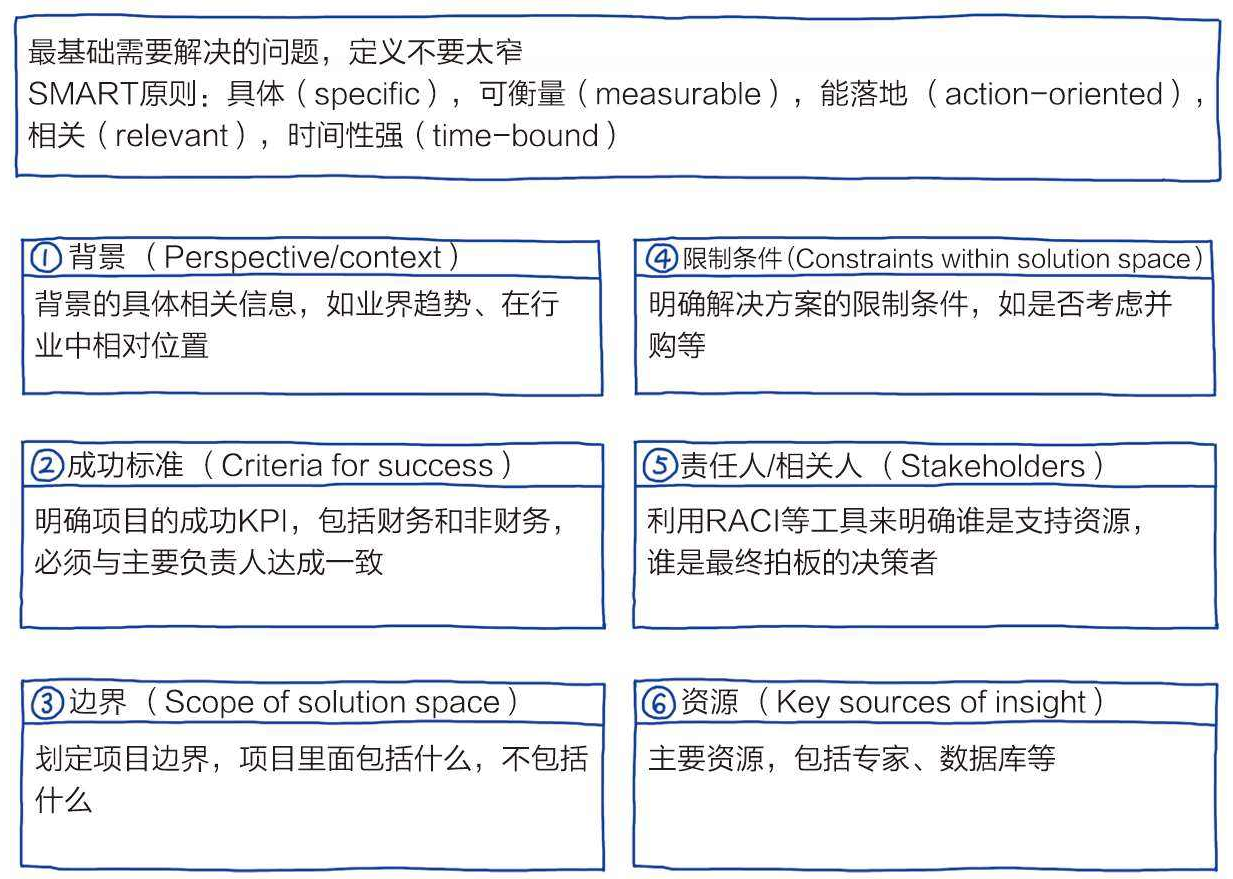 最基础需要解决的问题，定义不要太窄
SMART原则：具体（specific），可衡量（measurable），能落地（action-oriented），
相关（relevant），时间性强（time-bound）
①背景（Perspective/context）
背景的具体相关信息，如业界趋势、在行
业中相对位置
②成功标准（Criteria for success）
明确项目的成功KPI，包括财务和非财务，
必须与主要负责人达成一致
③边界（Scope of solution space）
划定项目边界，项目里面包括什么，不包括
什么
④限制条件(Constraints within solution space)
明确解决方案的限制条件，如是否考虑并
购等
⑤责任人/相关人（Stakeholders）
利用RACI等工具来明确谁是支持资源，
谁是最终拍板的决策者
⑥资源（Key sources of insight）
主要资源，包括专家、数据库等